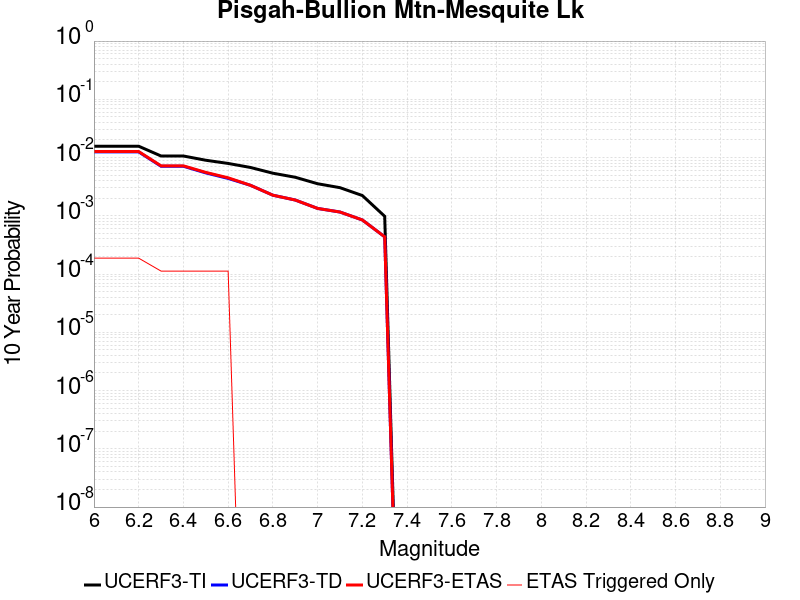 Pisgah-Bullion Mtn-Mesquite Lk
10 0
10 -1
10 -2
10 -3
10 -4
10 -5
10 -6
10 -7
10 -8
10 Year Probability
6 6.2 6.4 6.6 6.8 7 7.2 7.4 7.6 7.8 8 8.2 8.4 8.6 8.8 9
Magnitude
UCERF3-TI UCERF3-TD UCERF3-ETAS ETAS Triggered Only